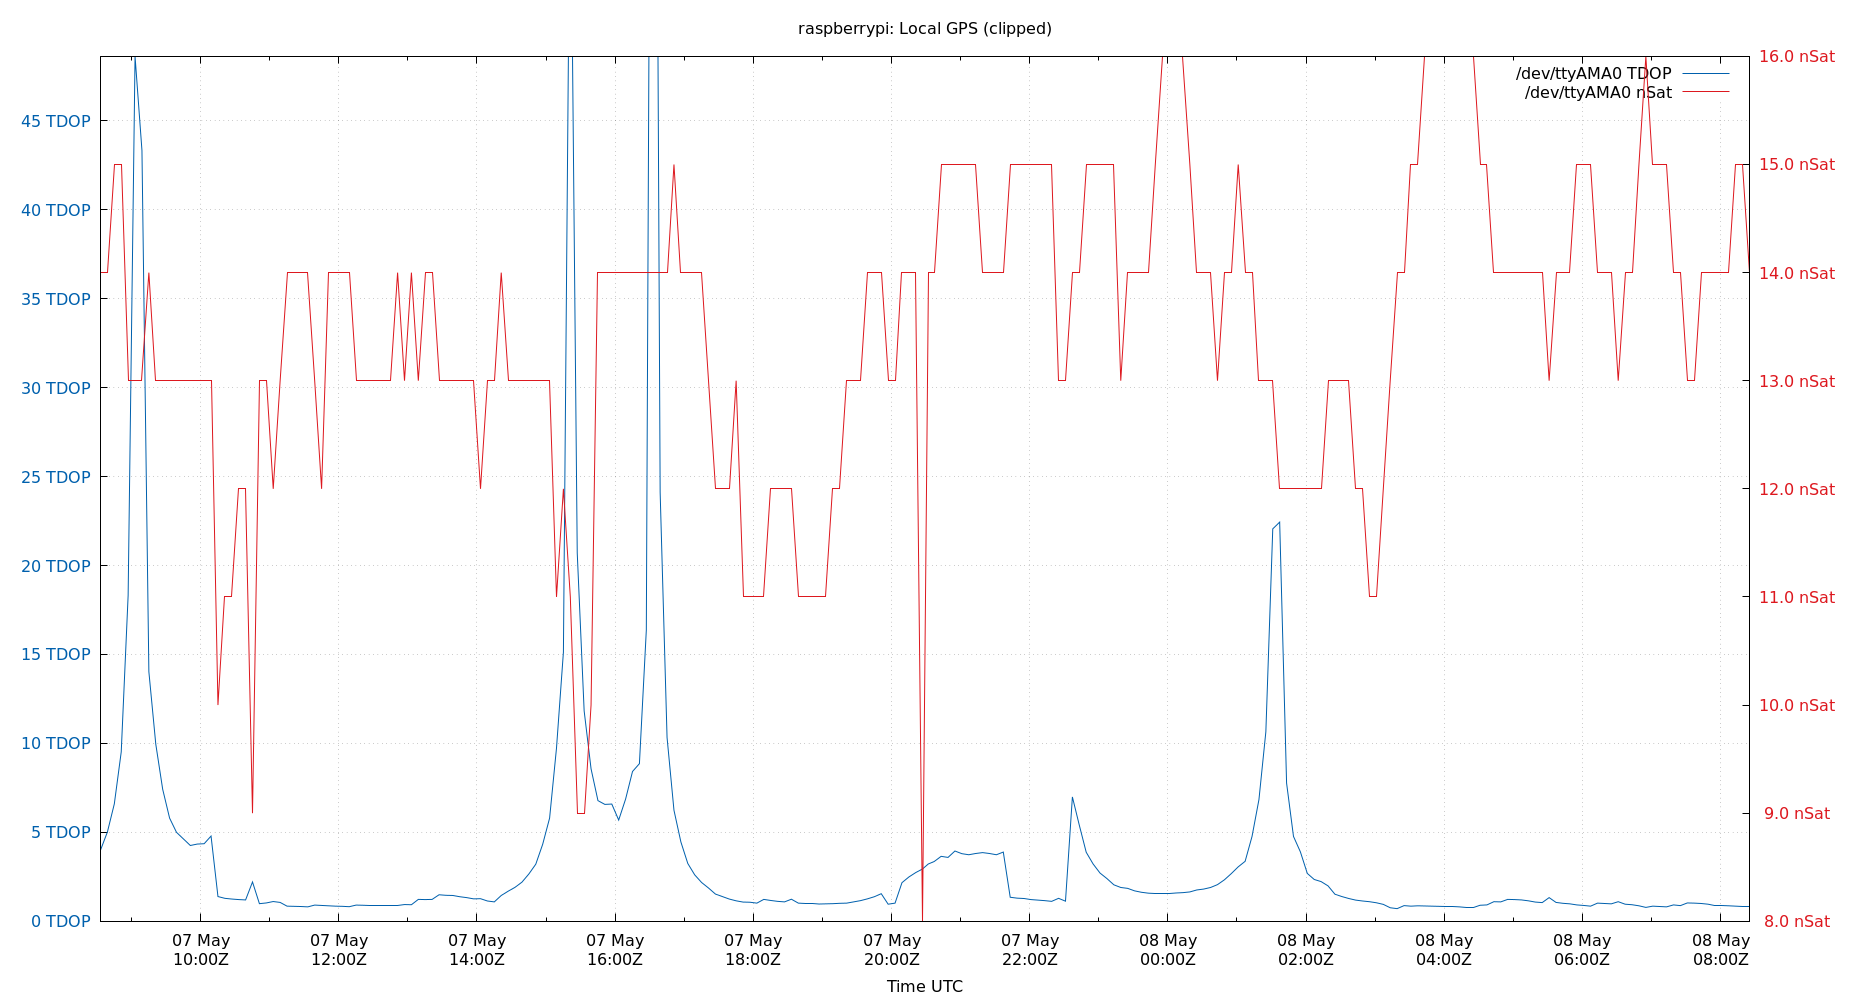 raspberrypi: Local GPS (clipped)
/dev/ttyAMA0 TDOP
/dev/ttyAMA0 nSat
45 TDOP
40 TDOP
35 TDOP
30 TDOP
25 TDOP
20 TDOP
15 TDOP
10 TDOP
5 TDOP
0 TDOP
16.0 nSat
15.0 nSat
14.0 nSat
13.0 nSat
12.0 nSat
11.0 nSat
10.0 nSat
9.0 nSat
8.0 nSat
07 May
10:00Z
07 May
12:00Z
07 May
14:00Z
07 May
16:00Z
07 May
18:00Z
07 May
20:00Z
07 May
22:00Z
08 May
00:00Z
08 May
02:00Z
08 May
04:00Z
08 May
06:00Z
08 May
08:00Z
Time UTC